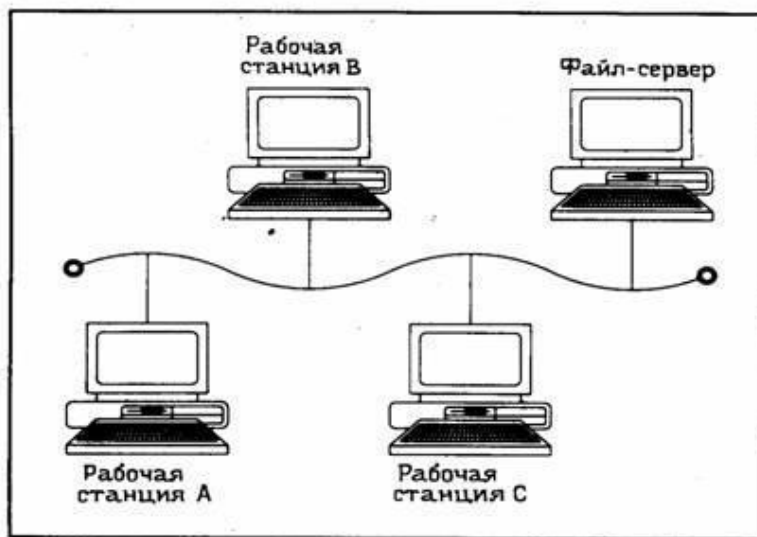 Рабочая
станция В
Файл-сервер
Рабочая
станция А
Рабочая
станция С